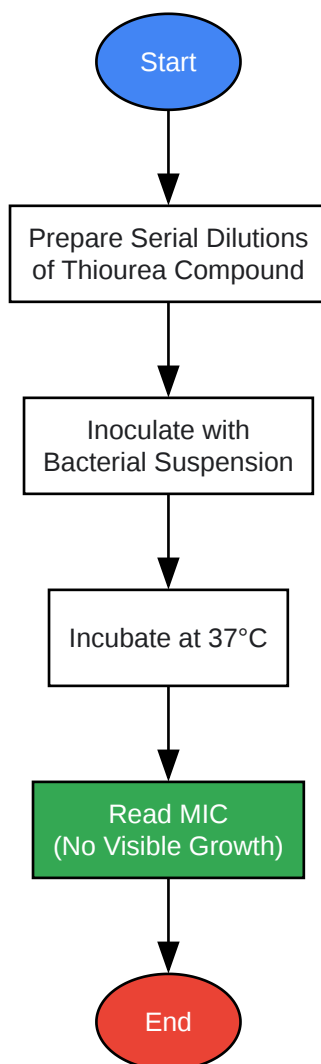 Start
Prepare Serial Dilutions
of Thiourea Compound
Inoculate with
Bacterial Suspension
Incubate at 37°C
Read MIC
(No Visible Growth)
End